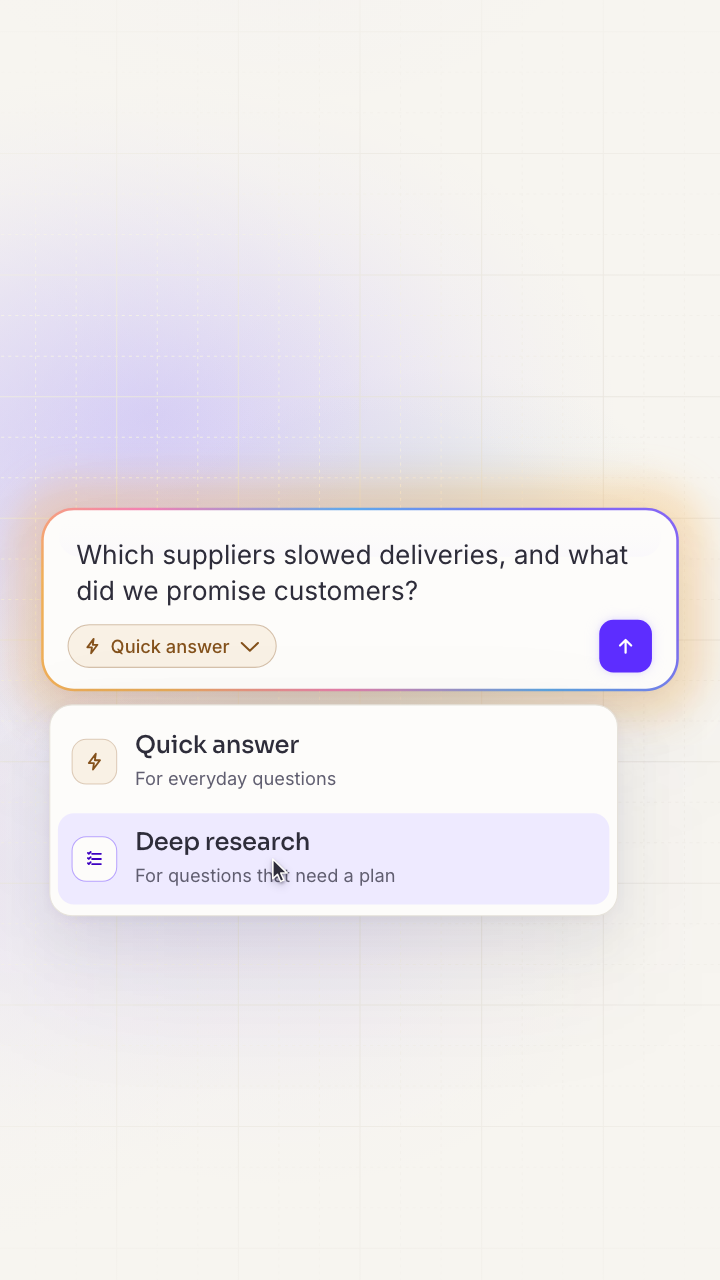 Which suppliers slowed deliveries, and what
did we promise customers?
Quick answer
Quick answer
For everyday questions
Deep research
For questions that need a plan